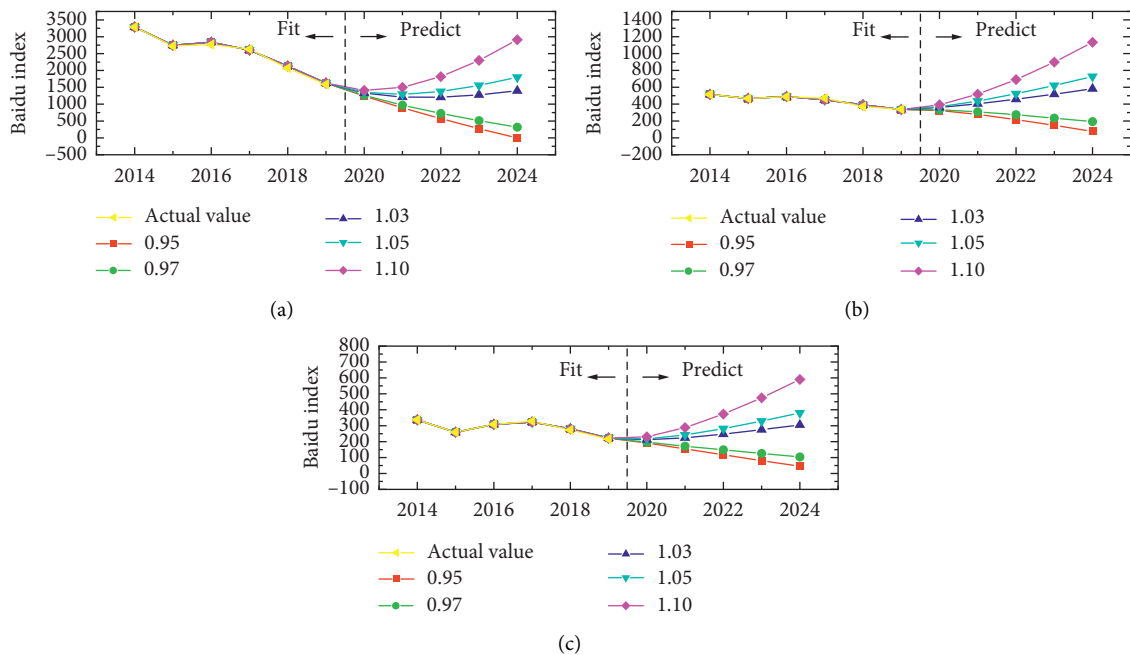 3500
3000
2500
2000
1500
1000
500
0
–500
Baidu index
Fit Predict
2014 2016 2018 2020 2022 2024
Actual value
0.95
0.97
1.03
1.05
1.10
(a)
1400
1200
1000
800
600
400
200
0
–200
Baidu index
Fit Predict
2014 2016 2018 2020 2022 2024
Actual value
0.95
0.97
1.03
1.05
1.10
(b)
800
700
600
500
400
300
200
100
0
–100
Baidu index
Fit Predict
2014 2016 2018 2020 2022 2024
Actual value
0.95
0.97
1.03
1.05
1.10
(c)